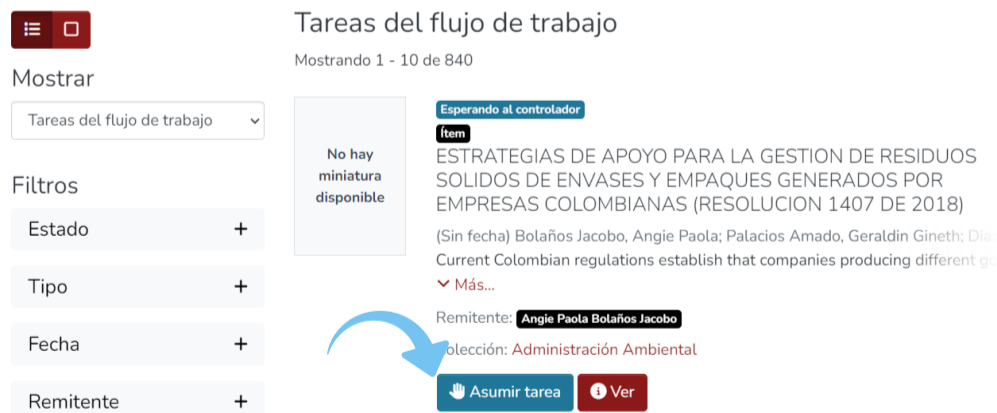 Mostrar
Tareas del flujo de trabajo
Filtros
Estado
Tipo
Fecha
Remitente
Tareas del flujo de trabajo
Mostrando 1 - 10 de 840
No hay
miniatura
disponible
Esperando al controlador
Ítem
ESTRATEGIAS DE APOYO PARA LA GESTION DE RESIDUOS
SOLIDOS DE ENVASES Y EMPAQUES GENERADOS POR
EMPRESAS COLOMBIANAS (RESOLUCION 1407 DE 2018)
(Sin fecha) Bolaños Jacobo, Angie Paola; Palacios Amado, Geraldin Gineth;
Current Colombian regulations establish that companies producing different
Más...
Remitente: Angie Paola Bolaños Jacobo
olección: Administración Ambiental
Asumir tarea
Ver